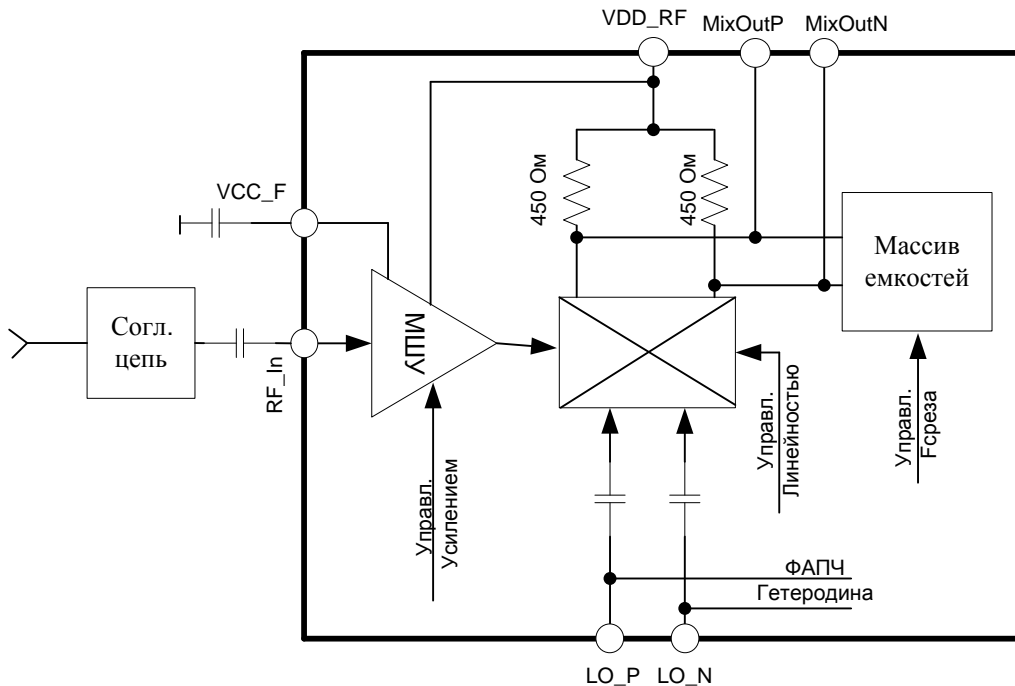 VDD_RF
MixOutP
MixOutN
450 Ом
450 Ом
VCC_F
Массив
емкостей
МШУ
Согл.
цепь
RF_In
Управл.
Усилением
Управл.
Линейностью
Управл.
Fсреза
ФАПЧ
Гетеродина
LO_P
LO_N